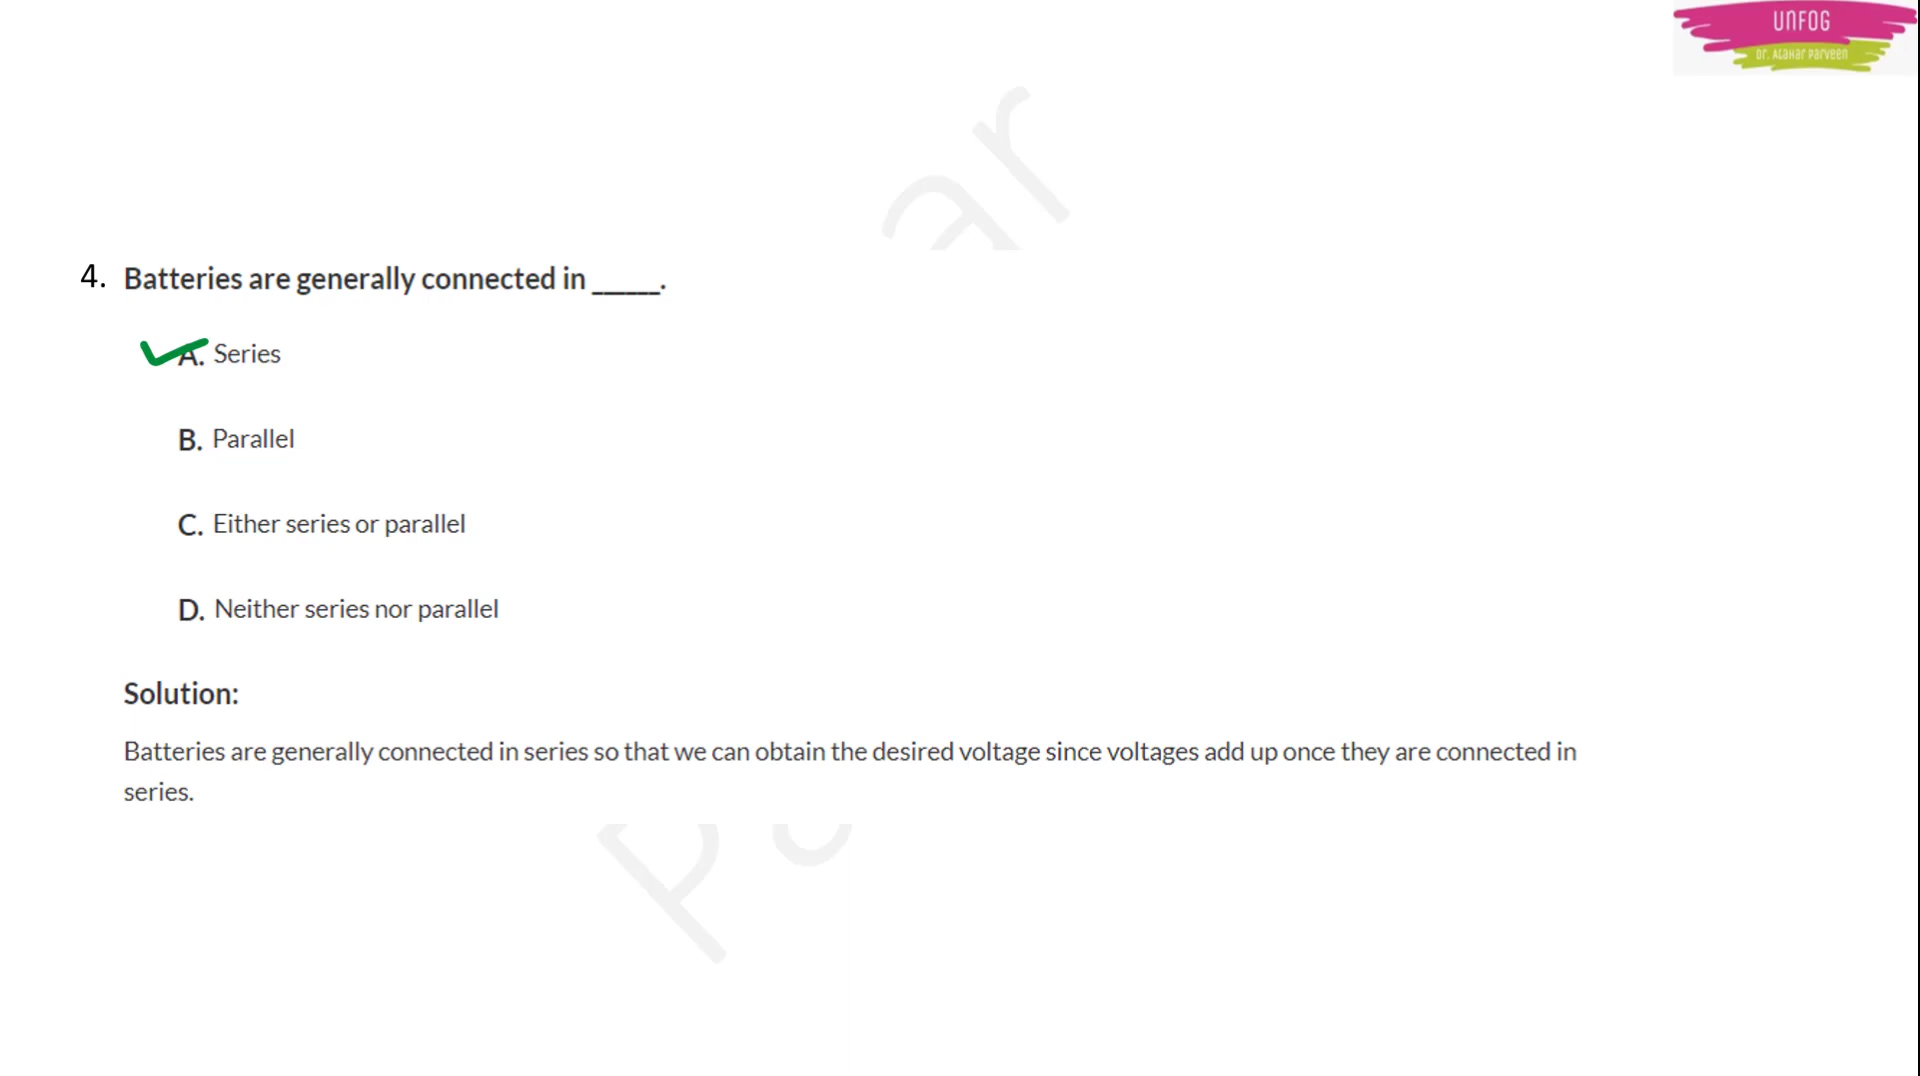 UNFOG
Dr. Alahar Parveen
4. Batteries are generally connected in _____.
A. Series
B. Parallel
C. Either series or parallel
D. Neither series nor parallel
Solution:
Batteries are generally connected in series so that we can obtain the desired voltage since voltages add up once they are connected in
series.